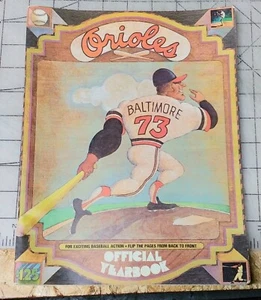 Orioles
BALTIMORE
73
FOR EXCITING BASEBALL ACTION • FLIP THE PAGES FROM BACK TO FRONT
OFFICIAL
YEARBOOK